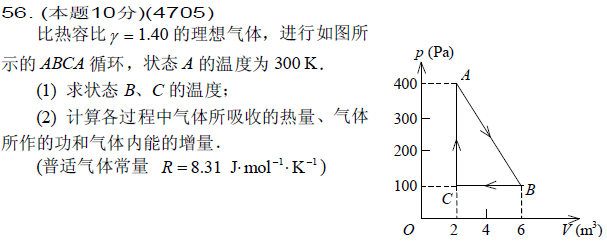 56. (本题10分)(4705)
比热容比γ = 1.40 的理想气体，进行如图所
示的 ABCA 循环，状态 A 的温度为 300 K．
(1) 求状态 B、C 的温度；
(2) 计算各过程中气体所吸收的热量、气体
所作的功和气体内能的增量．
(普适气体常量 R = 8.31 J·mol⁻¹·K⁻¹)
p (Pa)
A
400
300
200
100
C
B
O
2
4
6
V (m³)